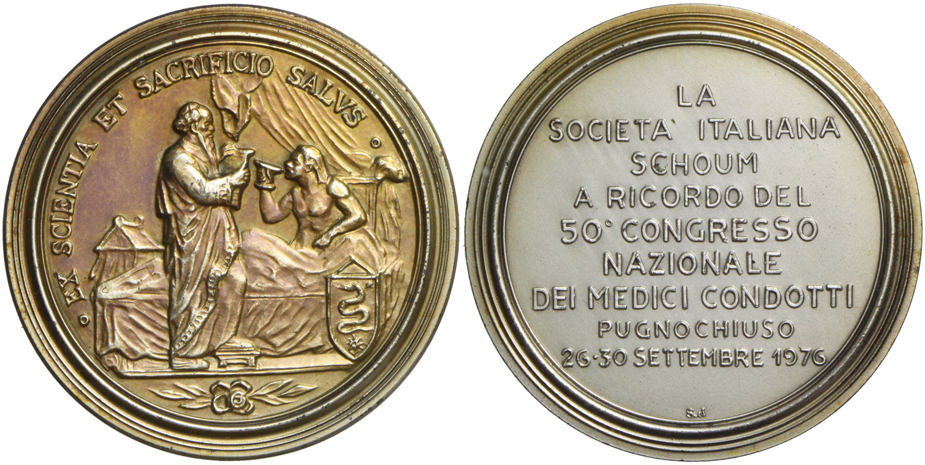 EX SCIENTIA ET SACRIFICIO SALVS
LA
SOCIETA' ITALIANA
SCHOUM
A RICORDO DEL
50° CONGRESSO
NAZIONALE
DEI MEDICI CONDOTTI
PUGNOCHIUSO
26·30 SETTEMBRE 1976